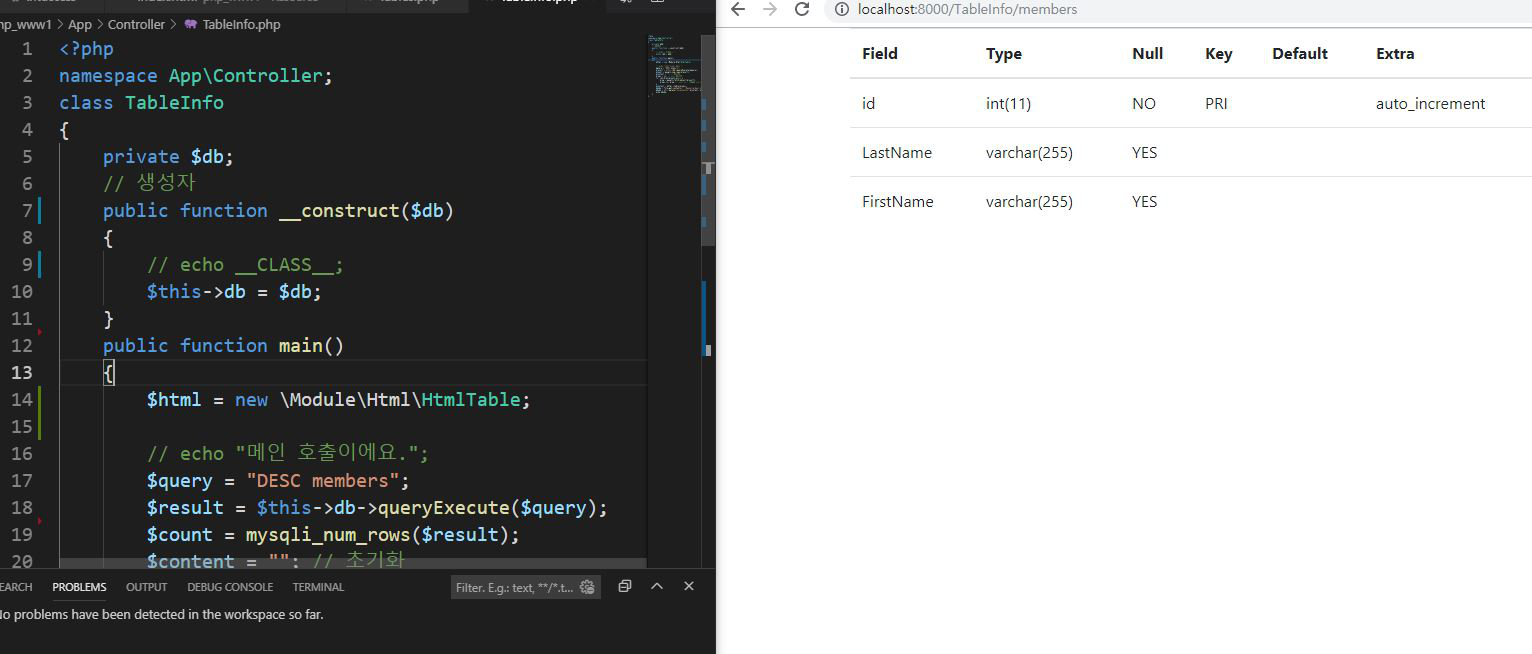 php_www1 > App > Controller > TableInfo.php
1 <?php
2 namespace App\Controller;
3 class TableInfo
4 {
5 private $db;
6 // 생성자
7 public function __construct($db)
8 {
9 // echo __CLASS__;
10 $this->db = $db;
11 }
12 public function main()
13 {
14 $html = new \Module\Html\HtmlTable;
15
16 // echo "메인 호출이에요.";
17 $query = "DESC members";
18 $result = $this->db->queryExecute($query);
19 $count = mysqli_num_rows($result);
20 $content = ""; // 초기화
EARCH PROBLEMS OUTPUT DEBUG CONSOLE TERMINAL Filter. E.g.: text, **/*.t...
No problems have been detected in the workspace so far.
localhost:8000/TableInfo/members
Field Type Null Key Default Extra
id int(11) NO PRI auto_increment
LastName varchar(255) YES
FirstName varchar(255) YES